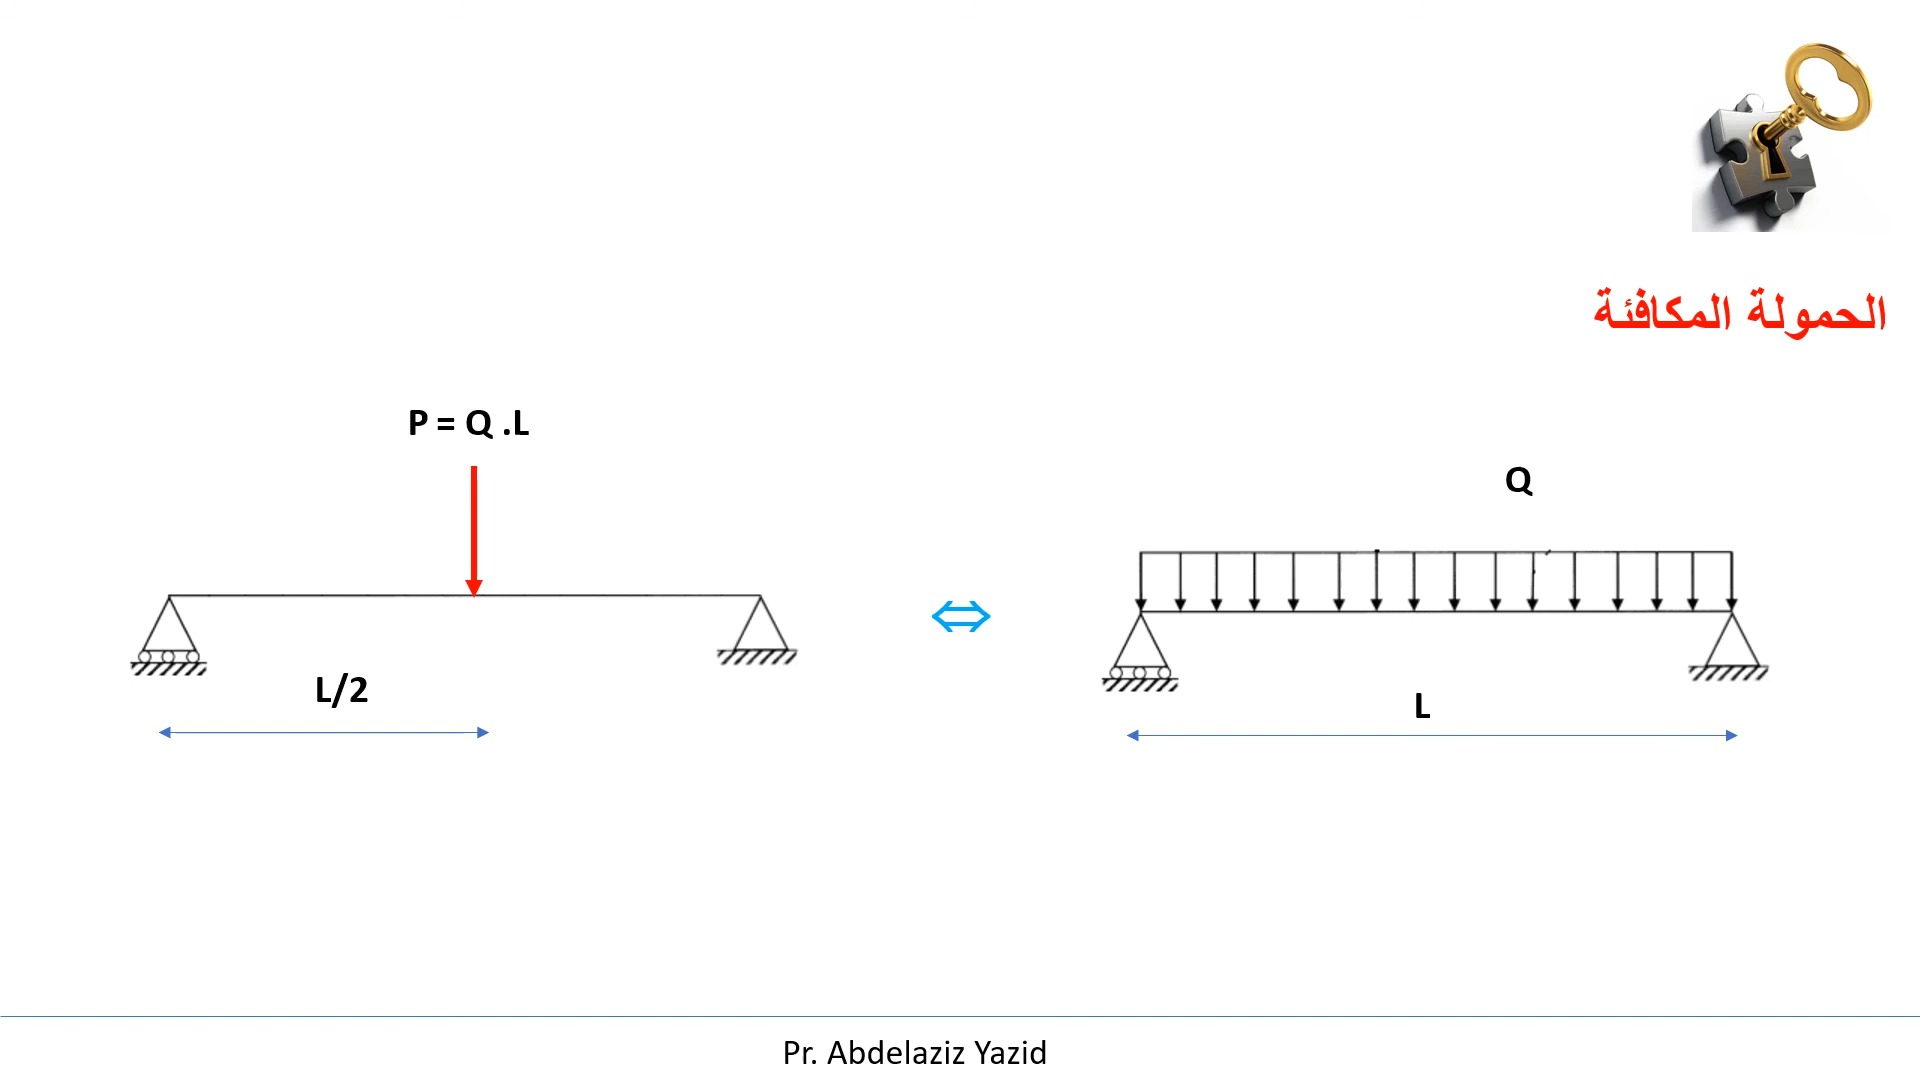 الحمولة المكافئة
P = Q .L
Q
L/2
L
Pr. Abdelaziz Yazid